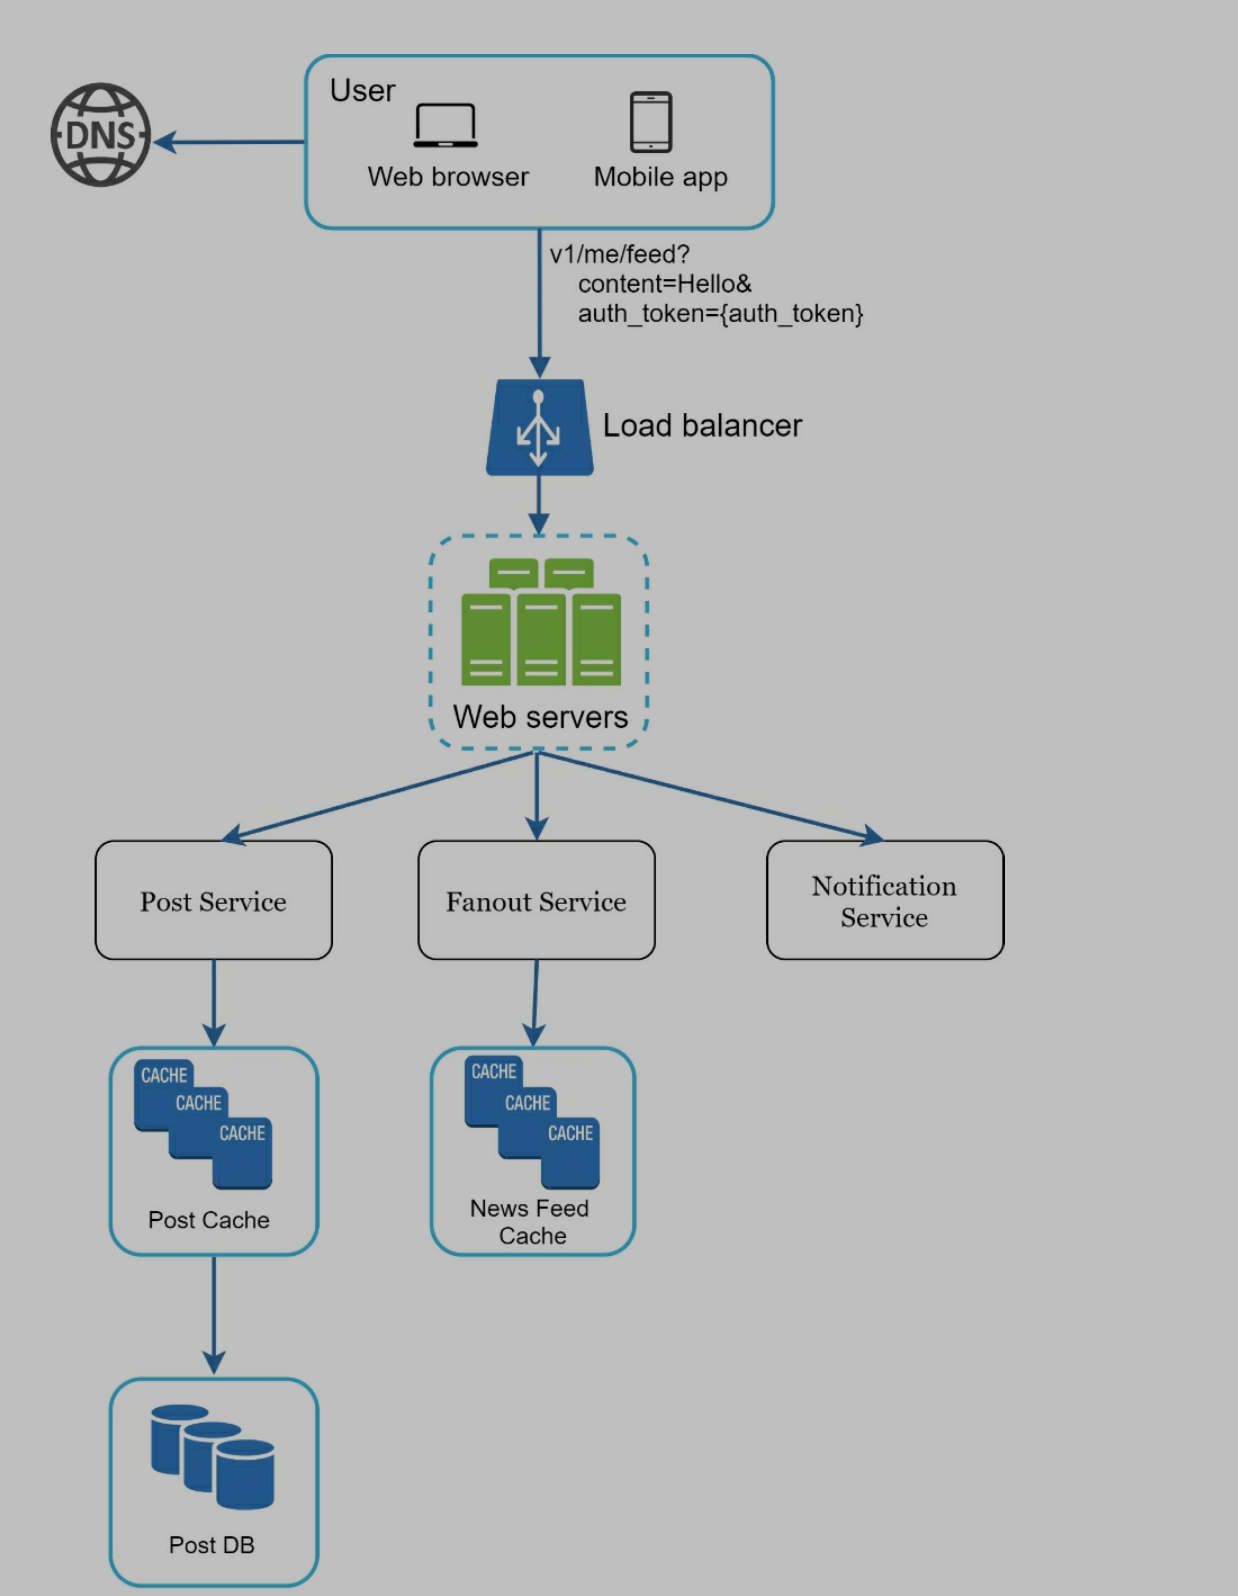 User
DNS
Web browser
Mobile app
v1/me/feed?
content=Hello&
auth_token={auth_token}
Load balancer
Web servers
Post Service
Fanout Service
Notification
Service
CACHE
CACHE
CACHE
Post Cache
CACHE
CACHE
CACHE
News Feed
Cache
Post DB